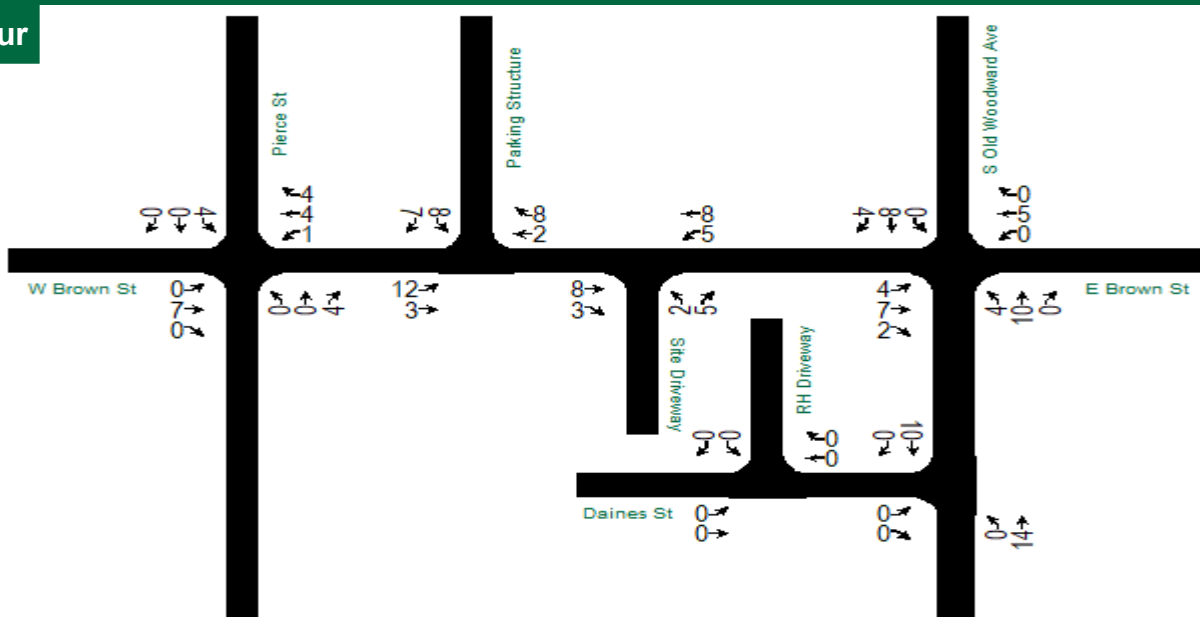 ur
Pierce St
Parking Structure
S Old Woodward Ave
4
4
1
0 0 4
7 8
8
2
8
5
4 8 0
0
5
0
W Brown St
0
7
0
0 0 4
12
3
8
3
2 5
4
7
2
4 10 0
E Brown St
Site Driveway
RH Driveway
0 0
0
0
0 10
Daines St
0
0
0
0
0 14